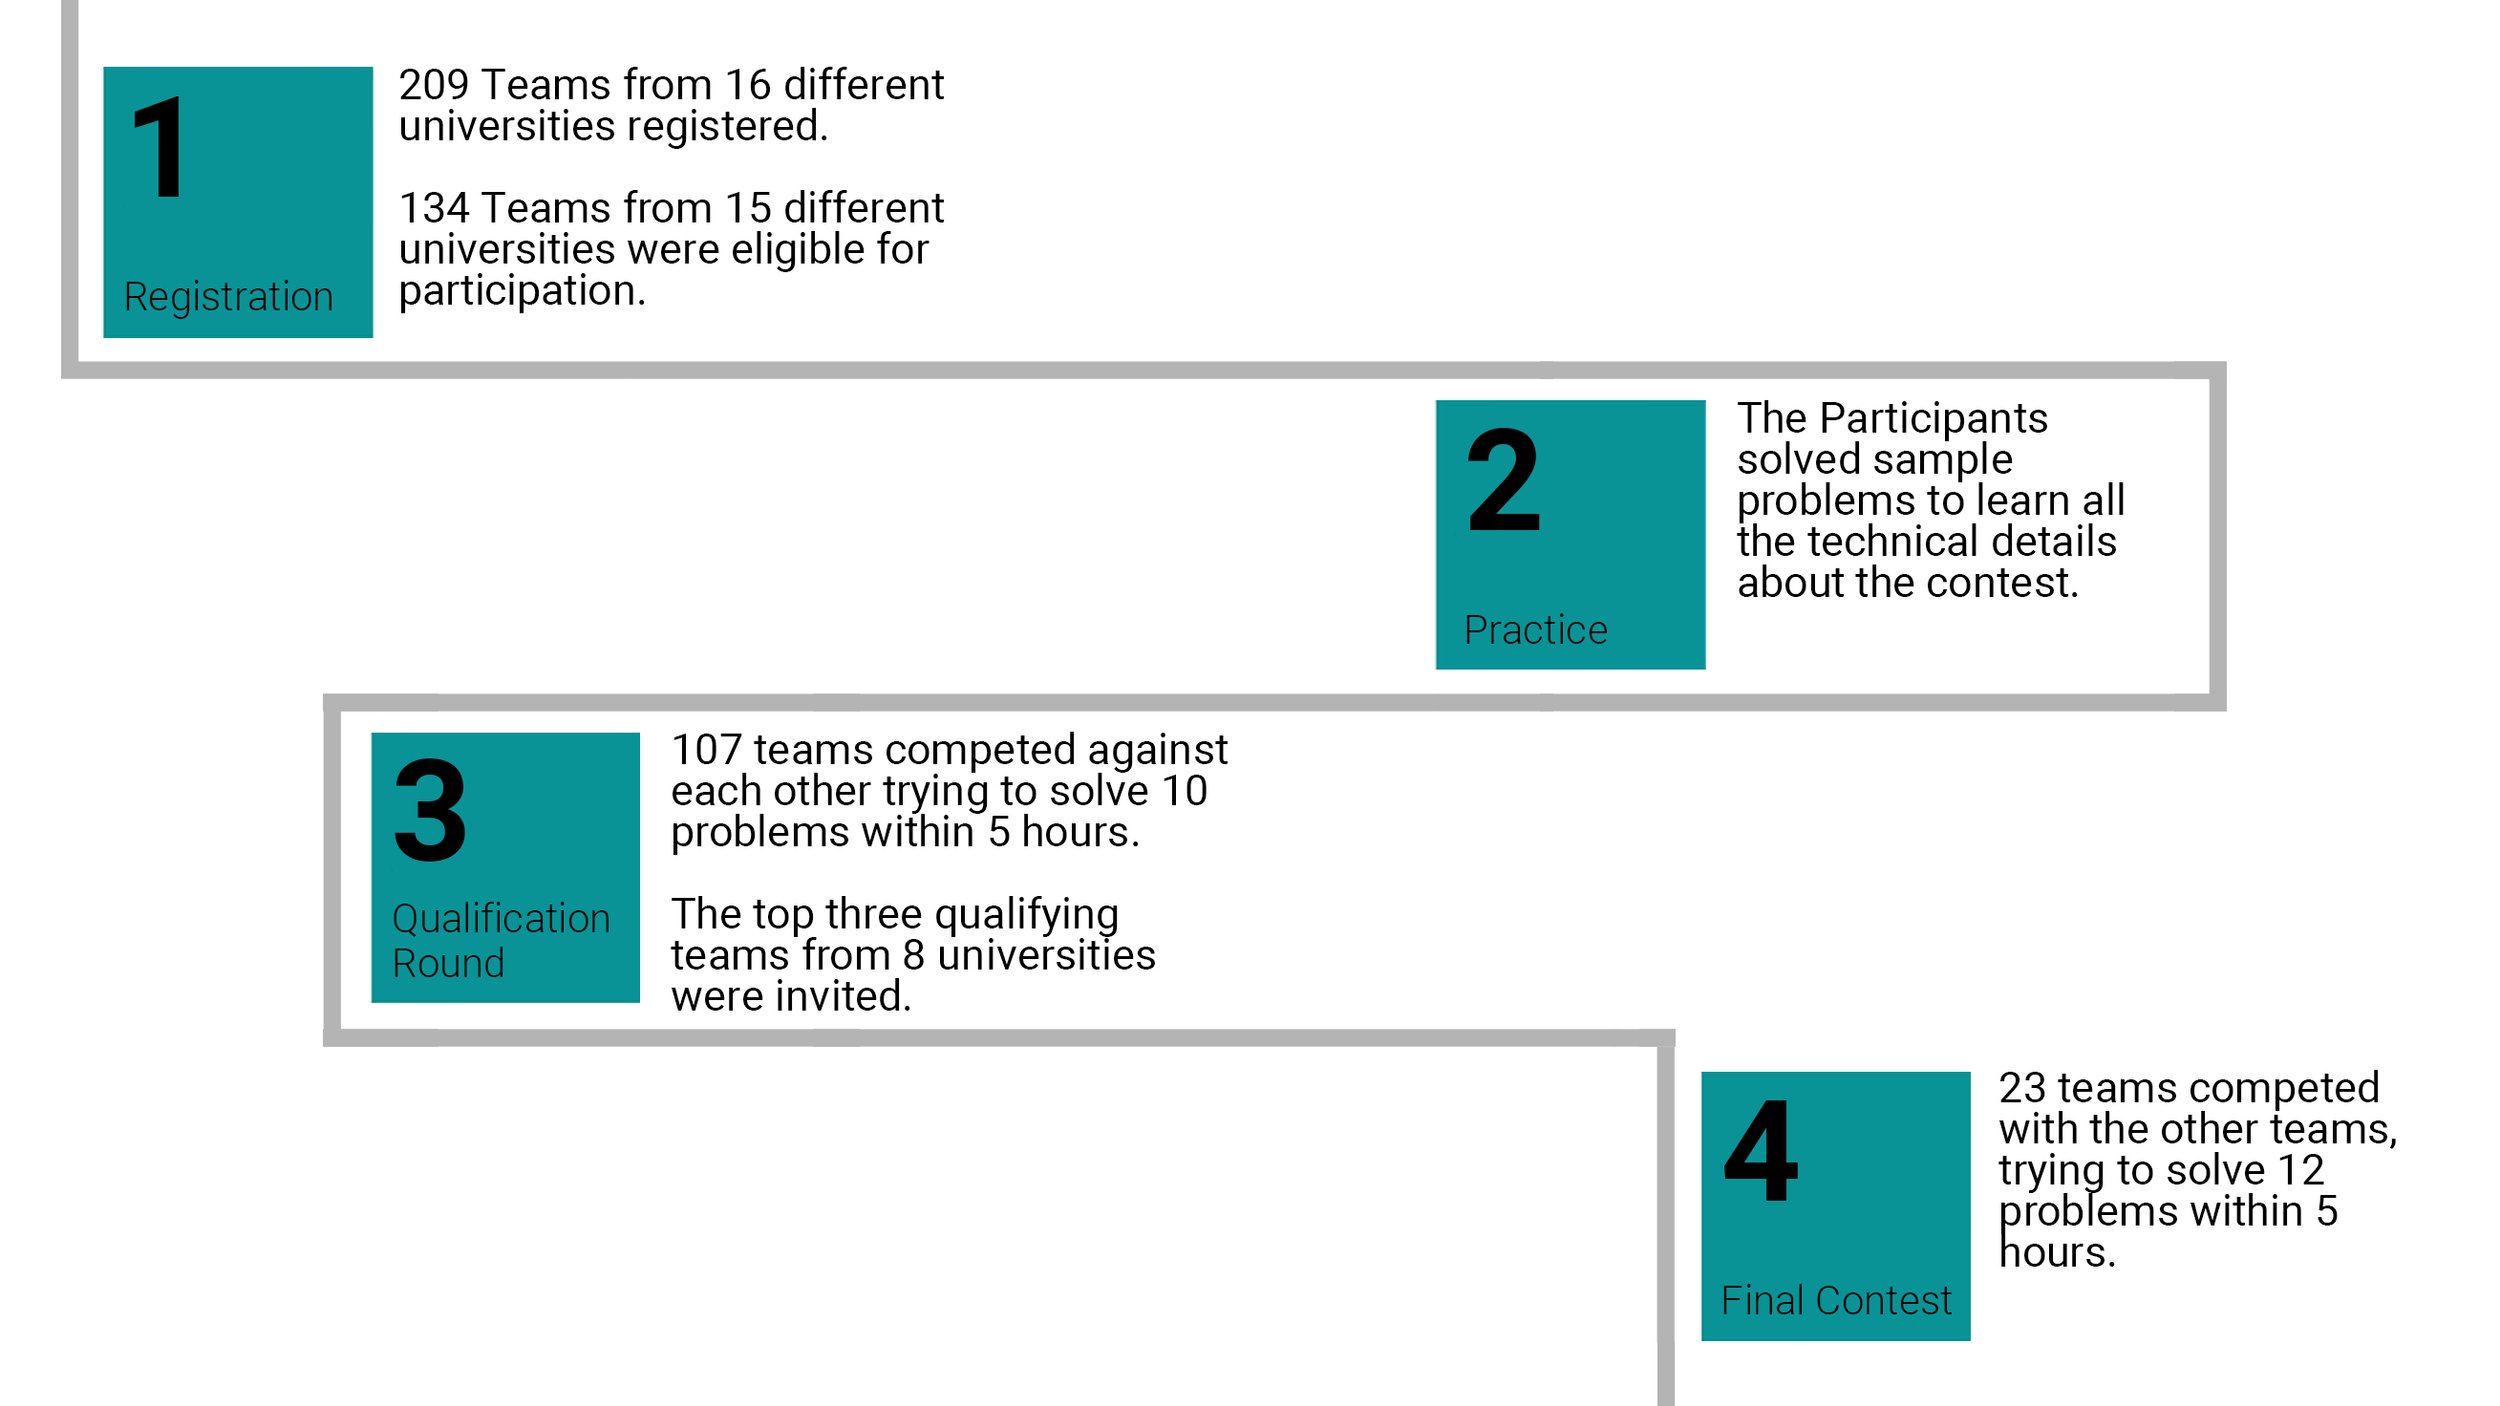 1
Registration
209 Teams from 16 different
universities registered.
134 Teams from 15 different
universities were eligible for
participation.
2
Practice
The Participants
solved sample
problems to learn all
the technical details
about the contest.
3
Qualification
Round
107 teams competed against
each other trying to solve 10
problems within 5 hours.
The top three qualifying
teams from 8 universities
were invited.
4
Final Contest
23 teams competed
with the other teams,
trying to solve 12
problems within 5
hours.